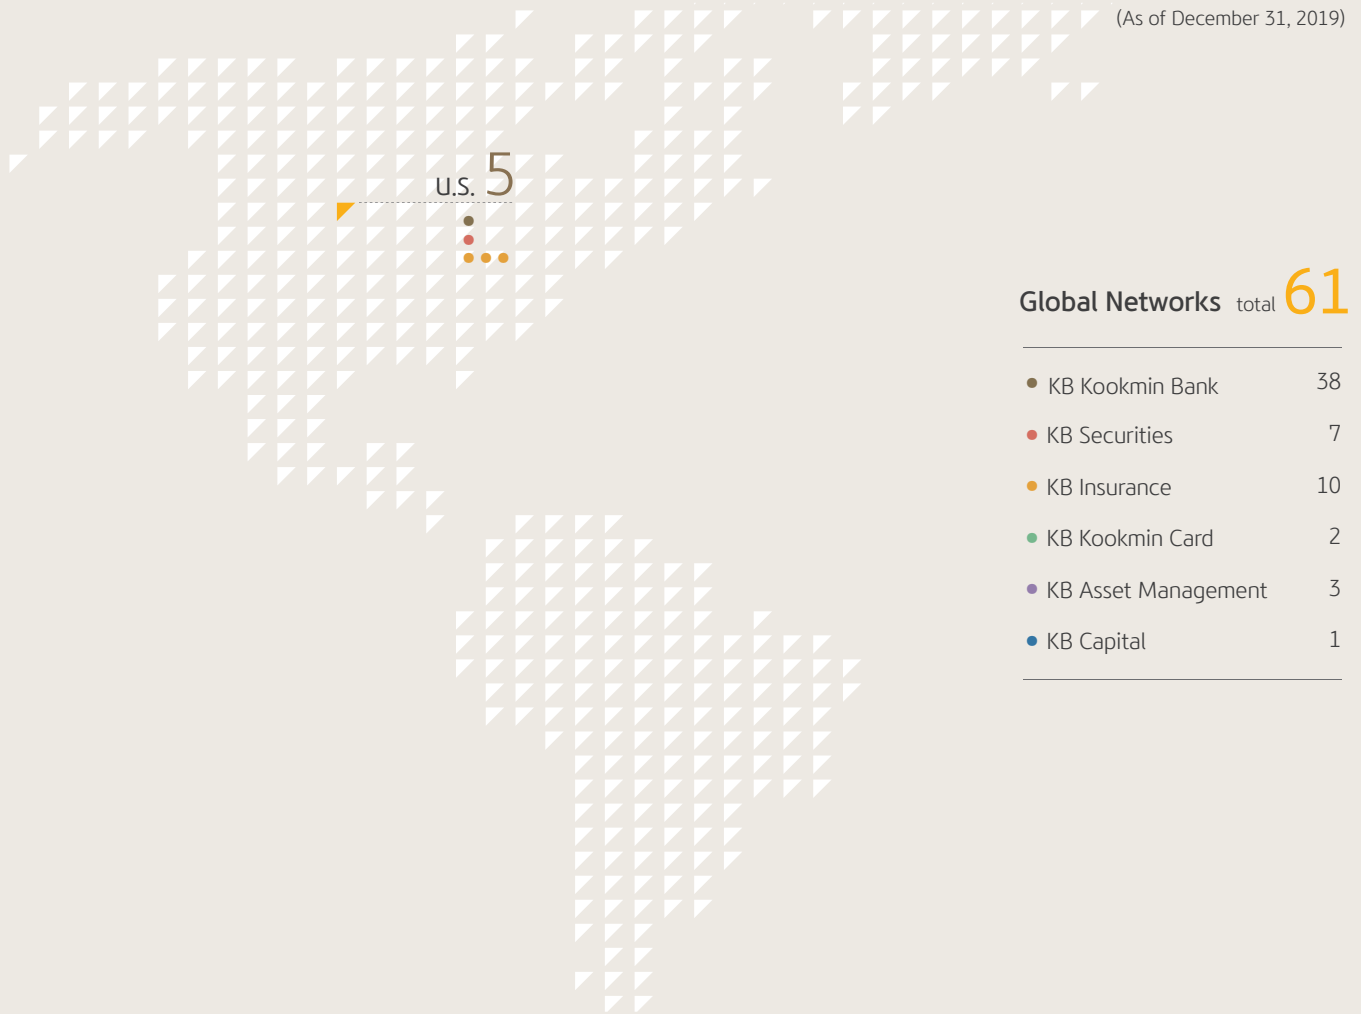 (As of December 31, 2019)
U.S. 5
Global Networks total 61
KB Kookmin Bank 38
KB Securities 7
KB Insurance 10
KB Kookmin Card 2
KB Asset Management 3
KB Capital 1